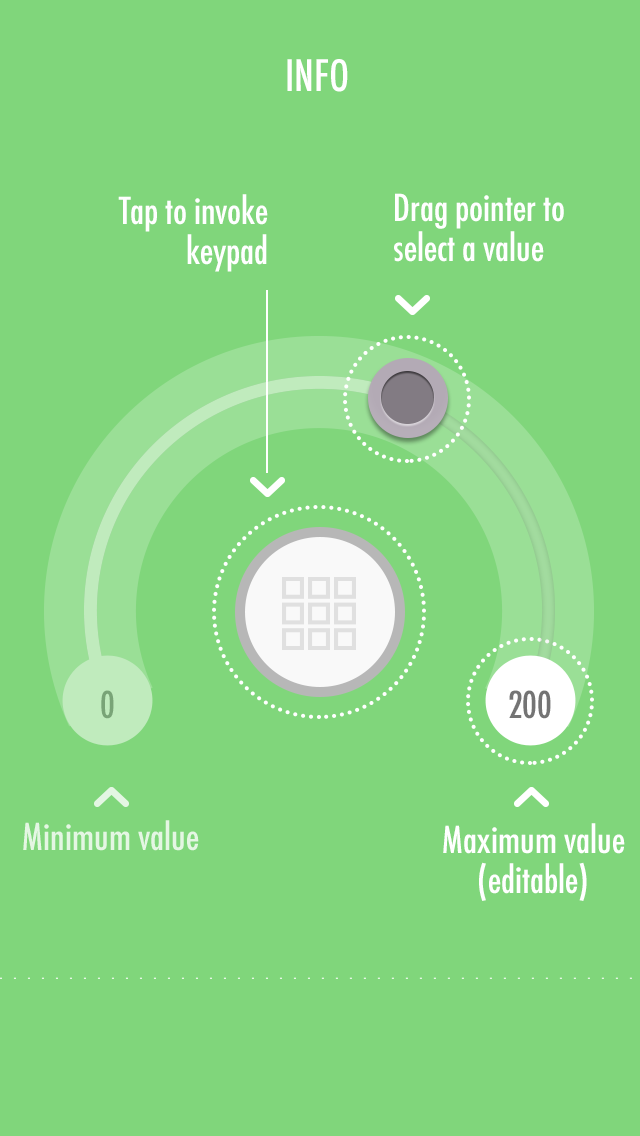 INFO
Tap to invoke
keypad
Drag pointer to
select a value
0
200
Minimum value
Maximum value
(editable)